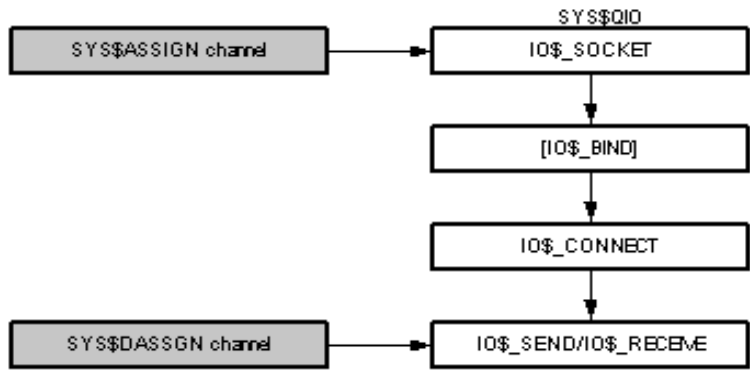 SYS$QIO
SYS$ASSIGN channel
IO$_SOCKET
[IO$_BIND]
IO$_CONNECT
SYS$DASSGN channel
IO$_SEND/IO$_RECEIVE